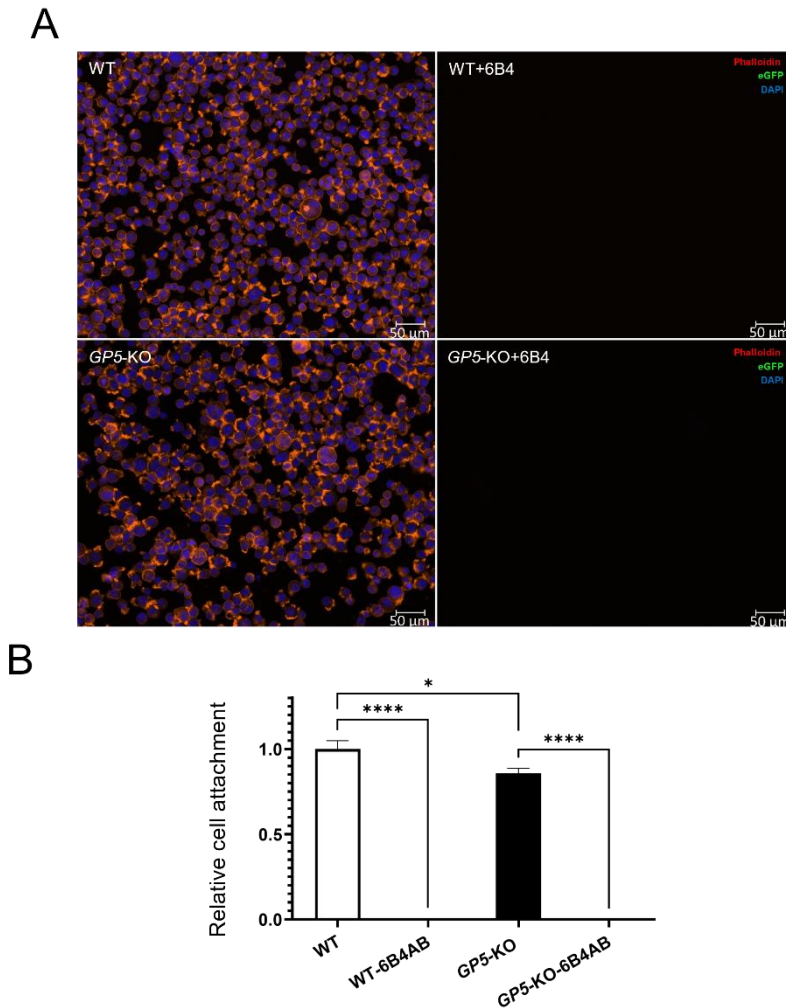 A
WT
WT+6B4
Phalloidin
eGFP
DAPI
50 µm
50 µm
GP5-KO
GP5-KO+6B4
Phalloidin
eGFP
DAPI
50 µm
50 µm
B
*
****
****
Relative cell attachment
1.0
0.5
0.0
WT
WT-6B4AB
GP5-KO
GP5-KO-6B4AB